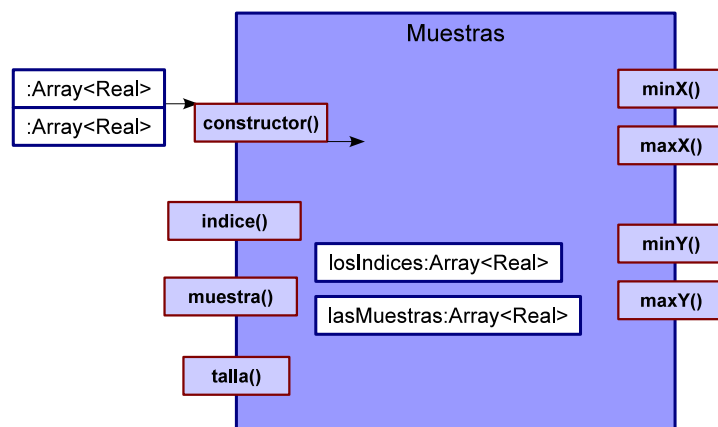 Muestras
:Array<Real>
:Array<Real>
constructor()
minX()
maxX()
indice()
muestra()
talla()
losIndices:Array<Real>
lasMuestras:Array<Real>
minY()
maxY()